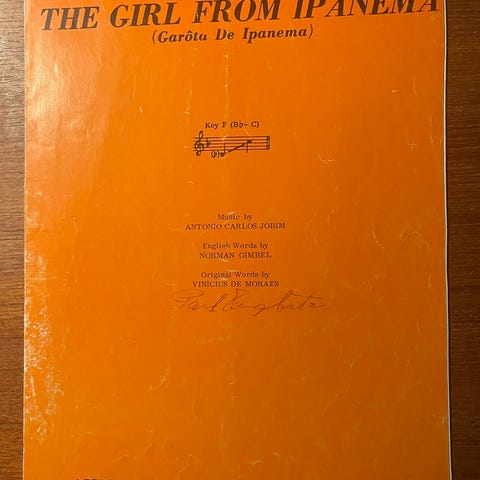 THE GIRL FROM IPANEMA
(Garôta De Ipanema)
Key F (B♭– C)
Music by
ANTONIO CARLOS JOBIM
English Words by
NORMAN GIMBEL
Original Words by
VINICIUS DE MORAES